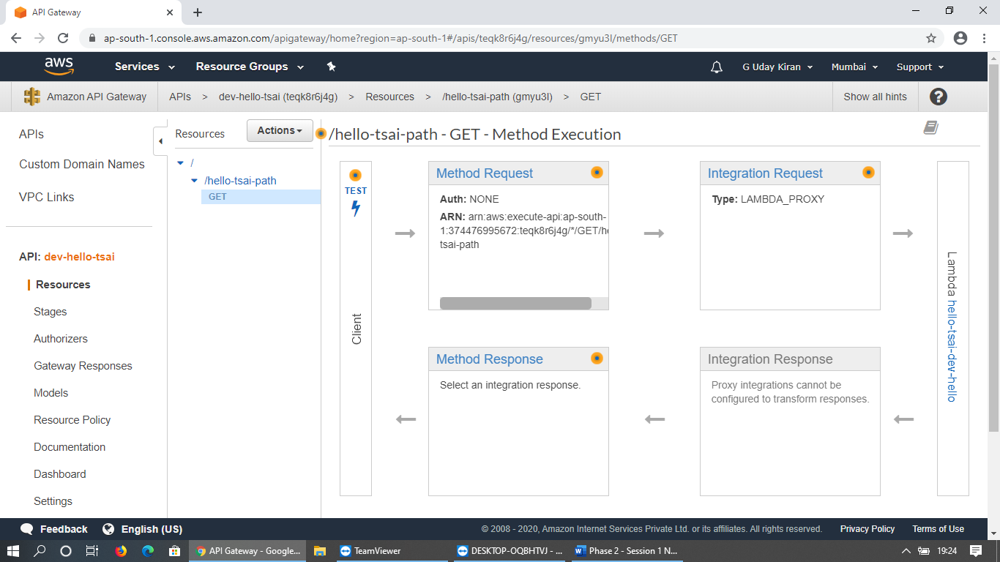 API Gateway
ap-south-1.console.aws.amazon.com/apigateway/home?region=ap-south-1#/apis/teqk8r6j4g/resources/gmyu3l/methods/GET
aws Services Resource Groups G Uday Kiran Mumbai Support
Amazon API Gateway APIs > dev-hello-tsai (teqk8r6j4g) > Resources > /hello-tsai-path (gmyu3l) > GET Show all hints ?
APIs
Custom Domain Names
VPC Links
API: dev-hello-tsai
Resources
Stages
Authorizers
Gateway Responses
Models
Resource Policy
Documentation
Dashboard
Settings
Resources Actions
/
/hello-tsai-path
GET
/hello-tsai-path - GET - Method Execution
TEST
Client
Method Request
Auth: NONE
ARN: arn:aws:execute-api:ap-south-
1:374476995672:teqk8r6j4g/*/GET/he
tsai-path
Integration Request
Type: LAMBDA_PROXY
Lambda hello-tsai-dev-hello
Method Response
Select an integration response.
Integration Response
Proxy integrations cannot be
configured to transform responses.
Feedback English (US) © 2008 - 2020, Amazon Internet Services Private Ltd. or its affiliates. All rights reserved. Privacy Policy Terms of Use
API Gateway - Google... TeamViewer DESKTOP-OQBHTVJ - ... Phase 2 - Session 1 N... 19:24